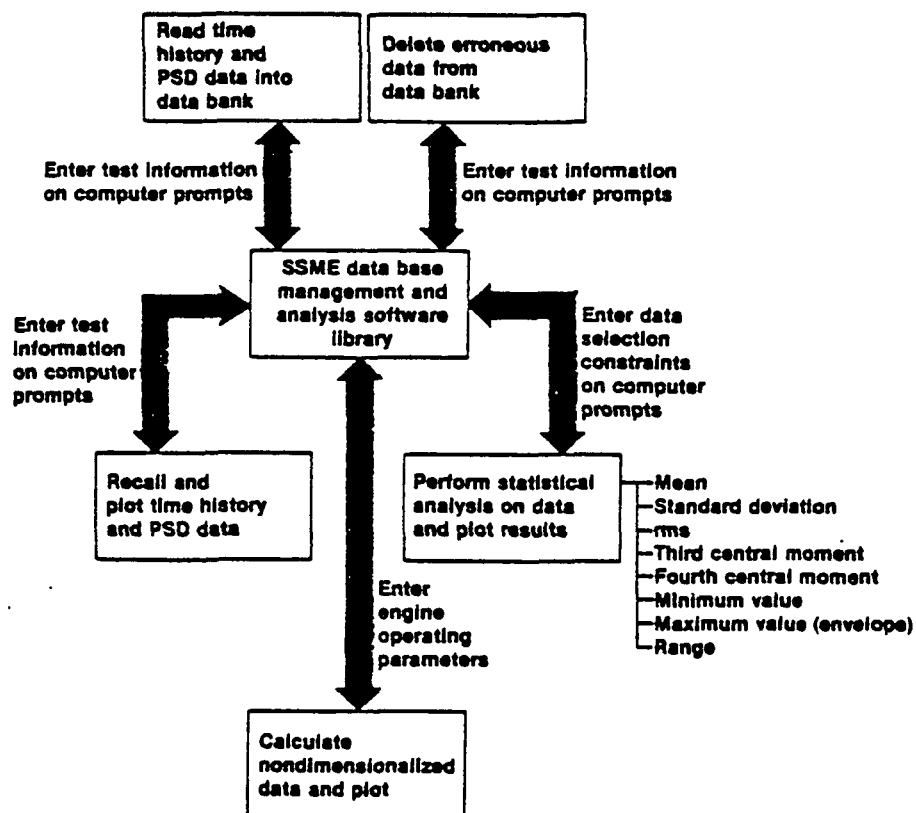 Read time
history and
PSD data into
data bank
Delete erroneous
data from
data bank
Enter test information
on computer prompts
Enter test information
on computer prompts
SSME data base
management and
analysis software
library
Enter test
information
on computer
prompts
Enter data
selection
constraints
on computer
prompts
Recall and
plot time history
and PSD data
Perform statistical
analysis on data
and plot results
Mean
Standard deviation
rms
Third central moment
Fourth central moment
Minimum value
Maximum value (envelope)
Range
Enter
engine
operating
parameters
Calculate
nondimensionalized
data and plot